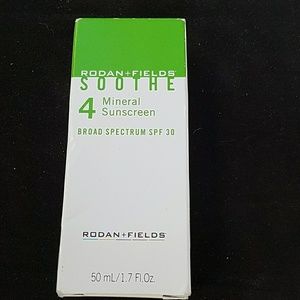 RODAN+FIELDS®
SOOTHE
4 Mineral
Sunscreen
BROAD SPECTRUM SPF 30
RODAN+FIELDS®
50 mL/1.7 Fl.Oz.